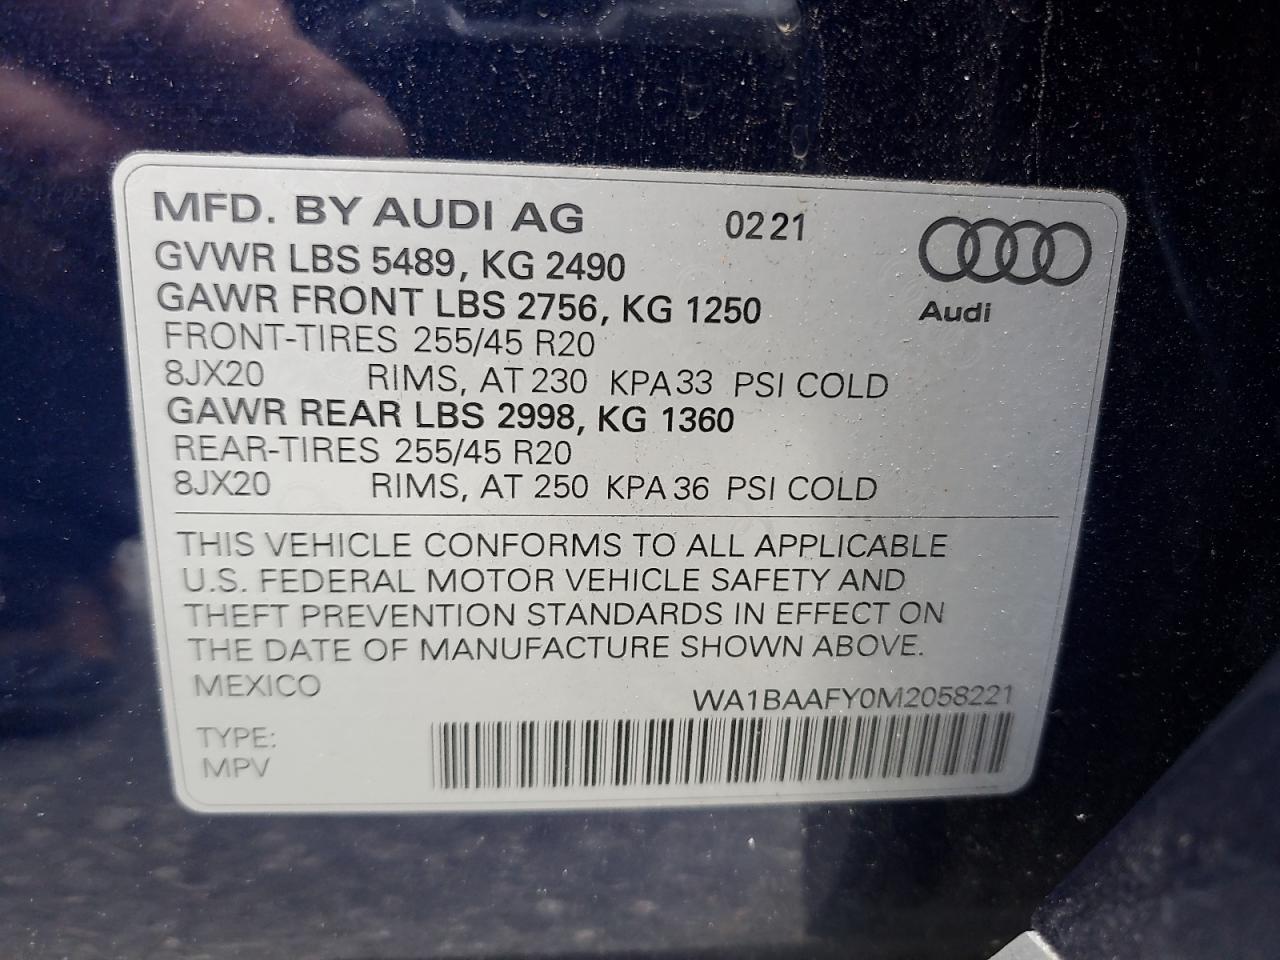 MFD. BY AUDI AG 02 21
GVWR LBS 5489, KG 2490
GAWR FRONT LBS 2756, KG 1250
Audi
FRONT-TIRES 255/45 R20
8JX20 RIMS, AT 230 KPA 33 PSI COLD
GAWR REAR LBS 2998, KG 1360
REAR-TIRES 255/45 R20
8JX20 RIMS, AT 250 KPA 36 PSI COLD
THIS VEHICLE CONFORMS TO ALL APPLICABLE
U.S. FEDERAL MOTOR VEHICLE SAFETY AND
THEFT PREVENTION STANDARDS IN EFFECT ON
THE DATE OF MANUFACTURE SHOWN ABOVE.
MEXICO WA1BAAFY0M2058221
TYPE:
MPV